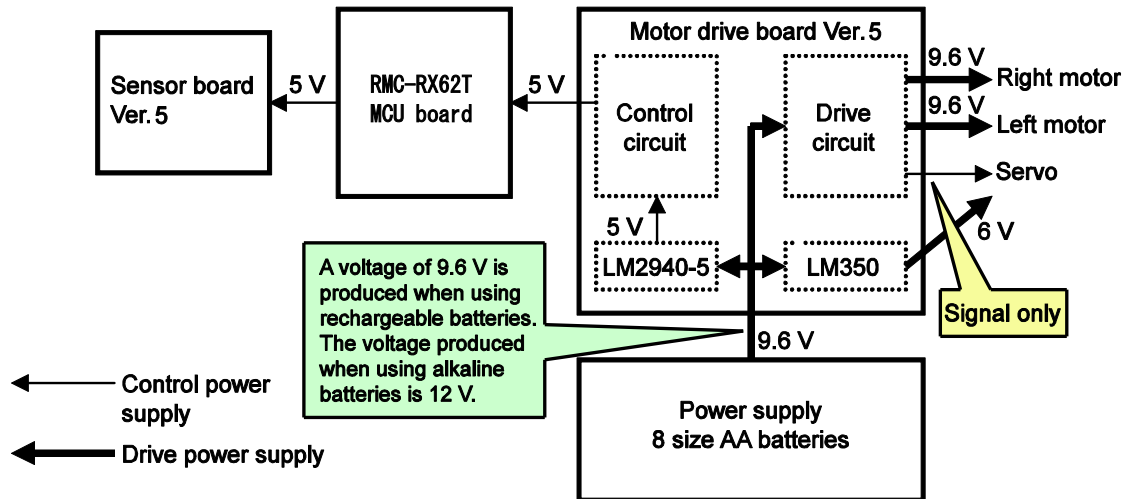 Sensor board
Ver. 5
5 V
RMC-RX62T
MCU board
5 V
Motor drive board Ver. 5
Control
circuit
Drive
circuit
9.6 V
Right motor
9.6 V
Left motor
Servo
6 V
5 V
LM2940-5
LM350
Signal only
A voltage of 9.6 V is
produced when using
rechargeable batteries.
The voltage produced
when using alkaline
batteries is 12 V.
9.6 V
Power supply
8 size AA batteries
Control power
supply
Drive power supply